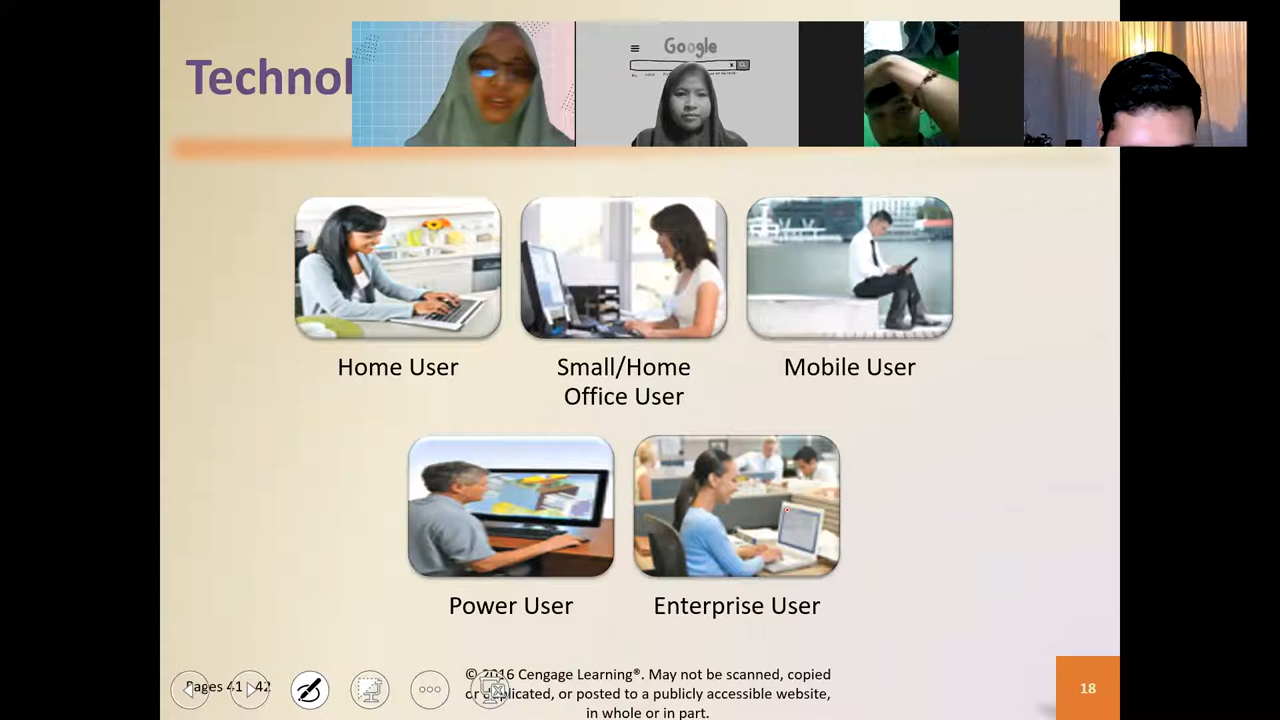 Technol
Google
Home User
Small/Home
Office User
Mobile User
Power User
Enterprise User
Pages 41 - 42
© 2016 Cengage Learning®. May not be scanned, copied
or duplicated, or posted to a publicly accessible website,
in whole or in part.
18